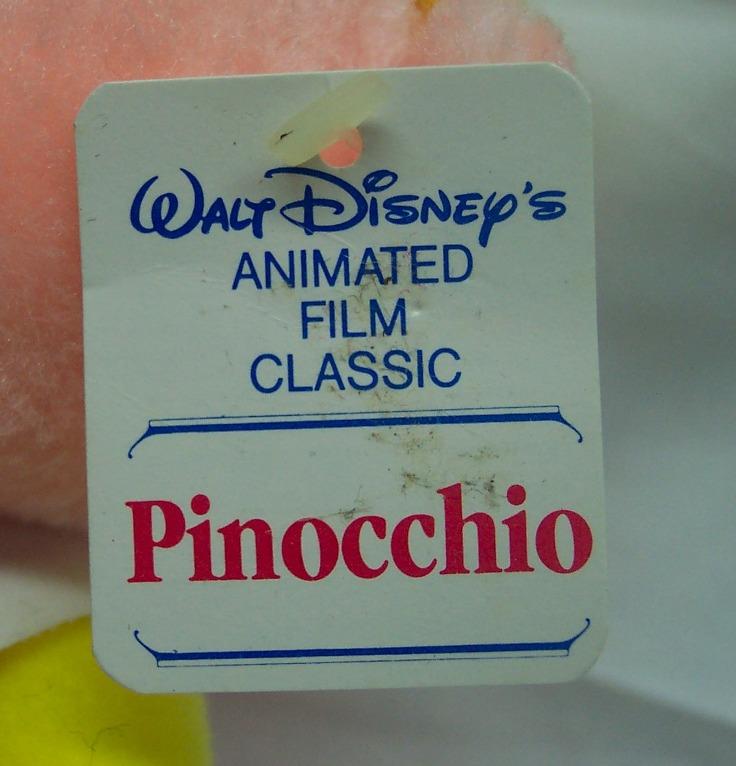 Walt Disney's
ANIMATED
FILM
CLASSIC
Pinocchio